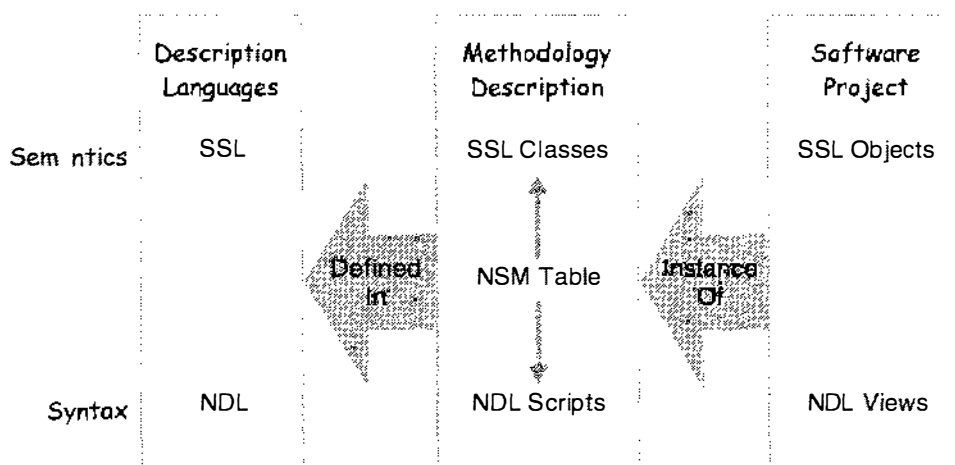 Description Languages
Methodology Description
Software Project
Sem ntics
SSL
SSL Classes
SSL Objects
Defined In
NSM Table
Instance Of
Syntax
NDL
NDL Scripts
NDL Views